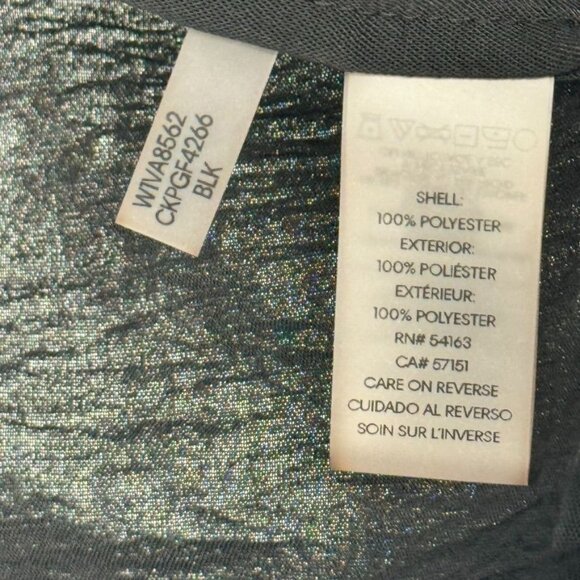 WIVA8562
CKPGF4266
BLK
SHELL:
100% POLYESTER
EXTERIOR:
100% POLIÉSTER
EXTÉRIEUR:
100% POLYESTER
RN# 54163
CA# 57151
CARE ON REVERSE
CUIDADO AL REVERSO
SOIN SUR L'INVERSE